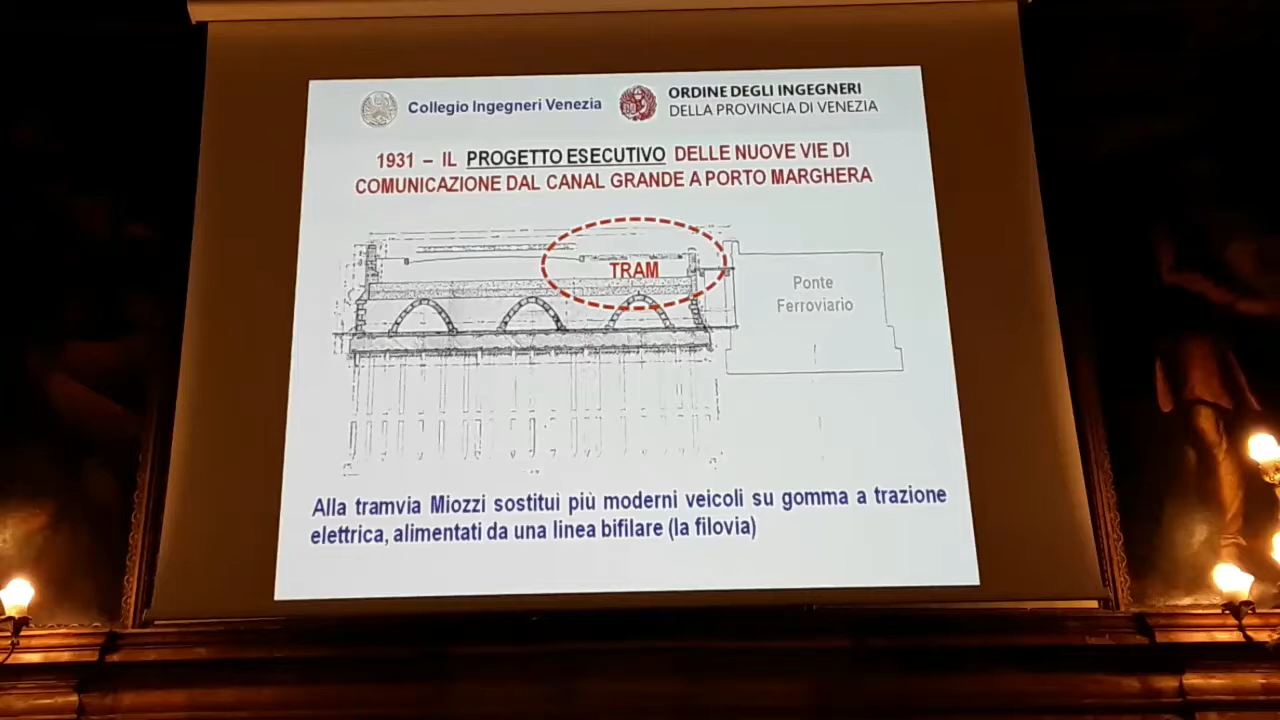 Collegio Ingegneri Venezia
ORDINE DEGLI INGEGNERI
DELLA PROVINCIA DI VENEZIA
1931 – IL PROGETTO ESECUTIVO DELLE NUOVE VIE DI
COMUNICAZIONE DAL CANAL GRANDE A PORTO MARGHERA
TRAM
Ponte
Ferroviario
Alla tramvia Miozzi sostituì più moderni veicoli su gomma a trazione
elettrica, alimentati da una linea bifilare (la filovia)